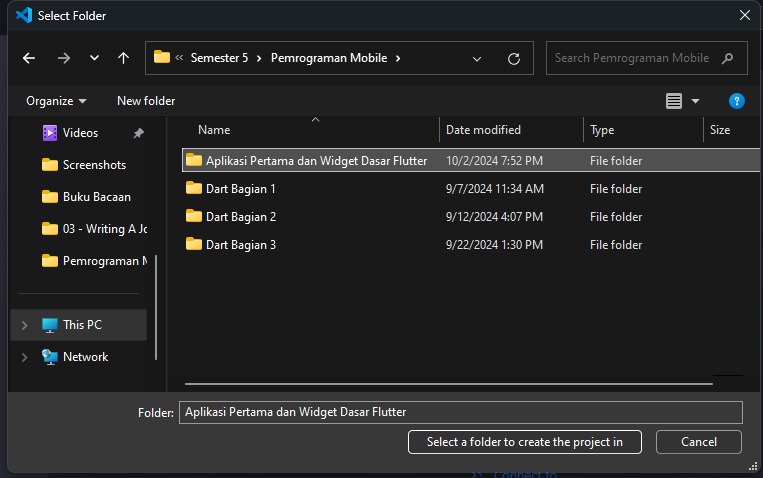 Select Folder
« Semester 5 > Pemrograman Mobile >
Search Pemrograman Mobile
Organize
New folder
?
Videos
Screenshots
Buku Bacaan
03 - Writing A Jo
Pemrograman M
This PC
Network
Name Date modified Type Size
Aplikasi Pertama dan Widget Dasar Flutter 10/2/2024 7:52 PM File folder
Dart Bagian 1 9/7/2024 11:34 AM File folder
Dart Bagian 2 9/12/2024 4:07 PM File folder
Dart Bagian 3 9/22/2024 1:30 PM File folder
Folder: Aplikasi Pertama dan Widget Dasar Flutter
Select a folder to create the project in
Cancel
Connect to